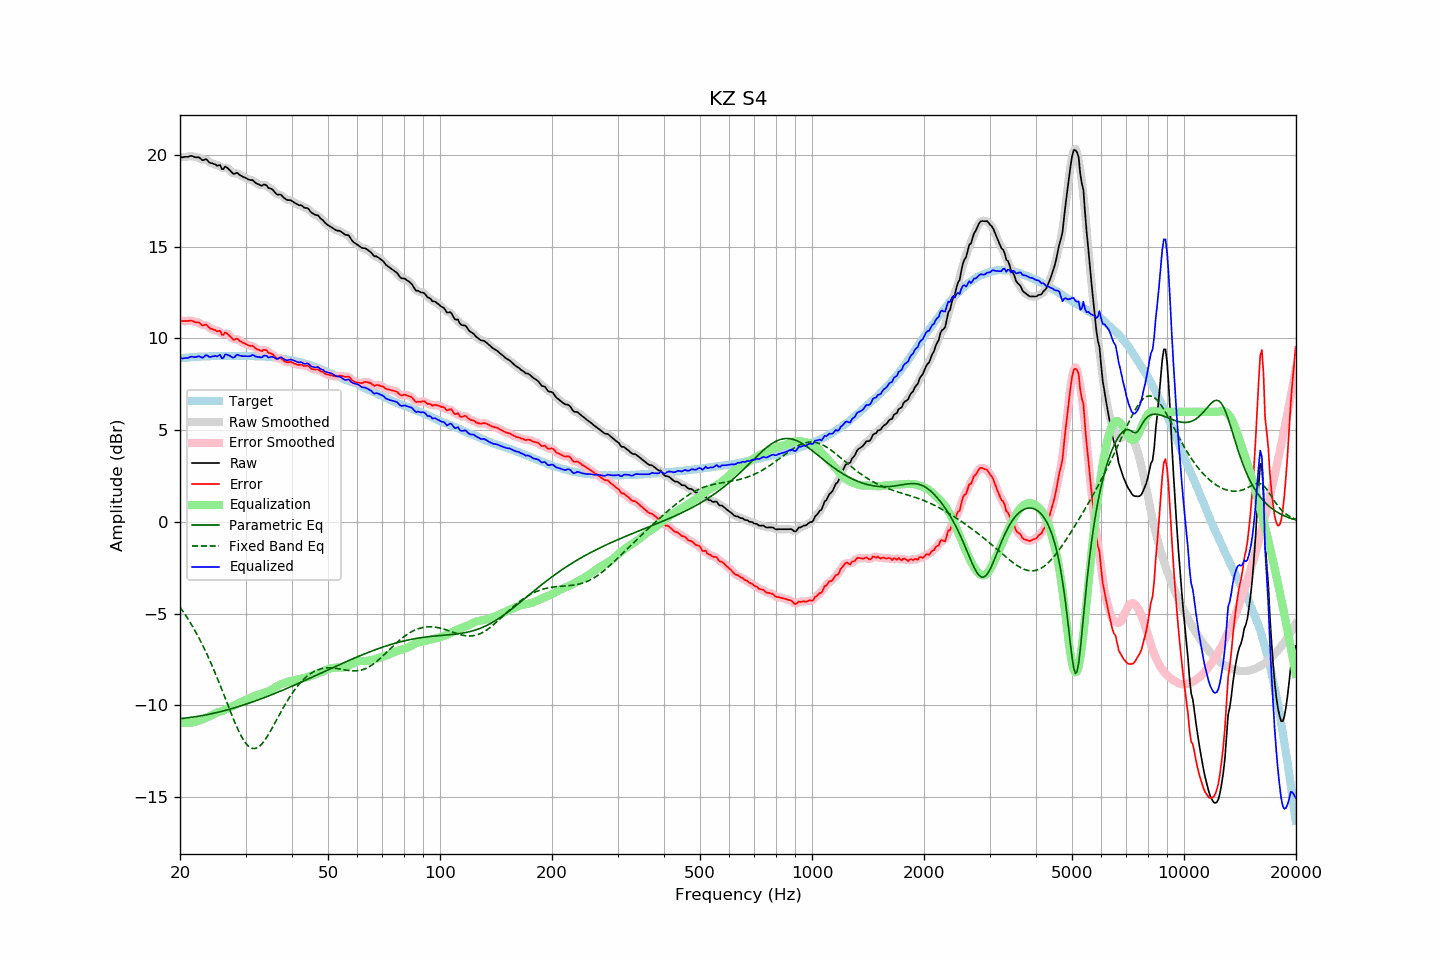 KZ S4
Amplitude (dBr)
20
15
10
5
0
−5
−10
−15
Target
Raw Smoothed
Error Smoothed
Raw
Error
Equalization
Parametric Eq
Fixed Band Eq
Equalized
20 50 100 200 500 1000 2000 5000 10000 20000
Frequency (Hz)